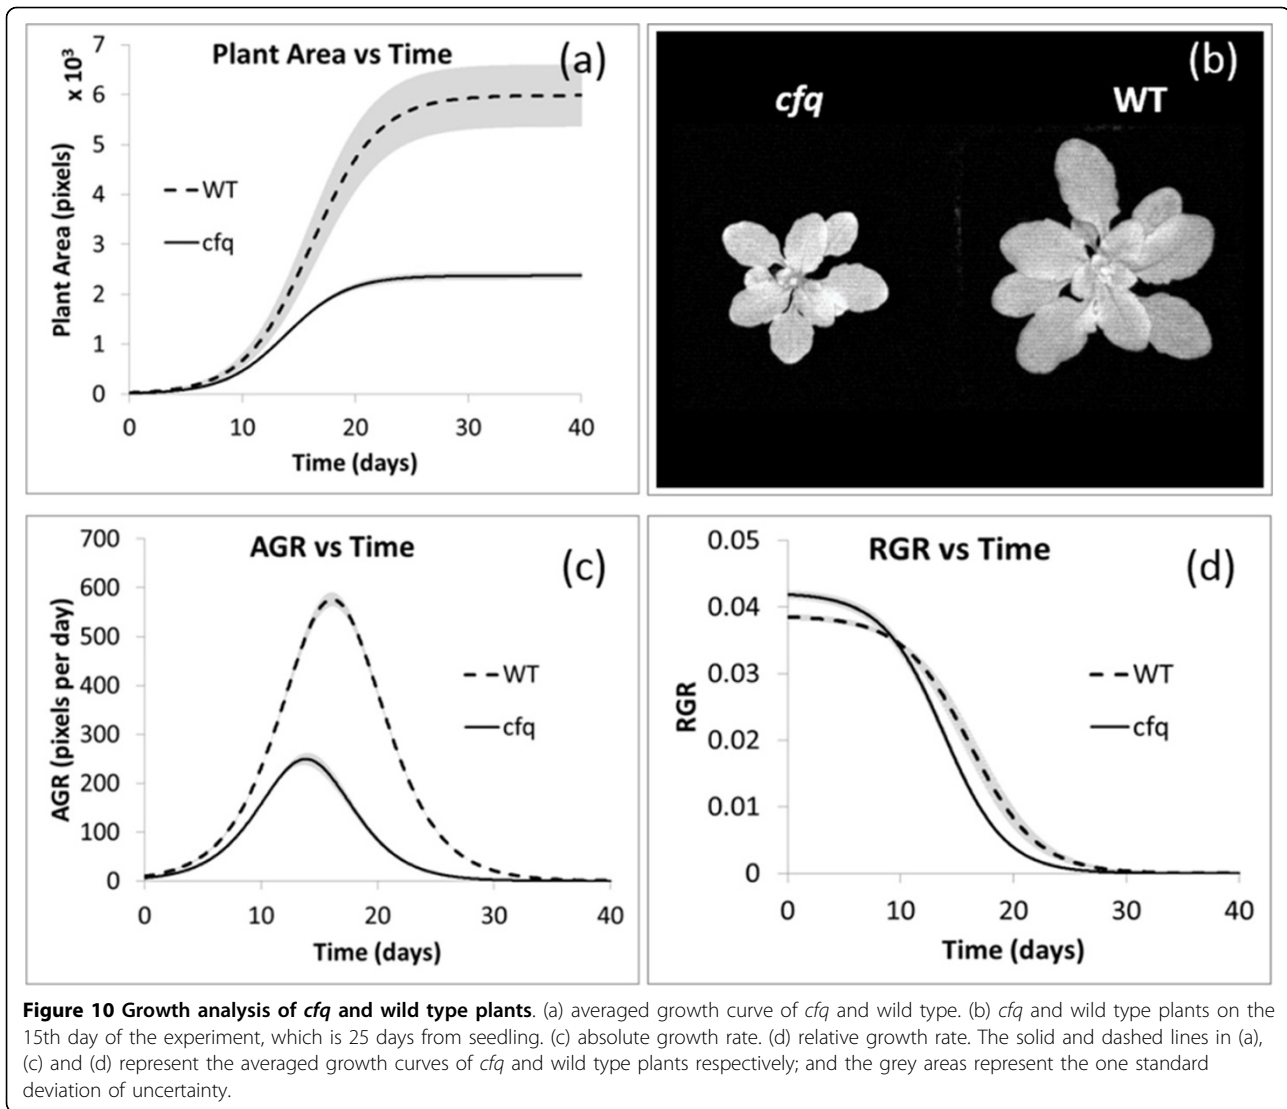 Plant Area vs Time
(a)
x 10³
7
6
5
4
3
2
1
0
Plant Area (pixels)
WT
cfq
0 10 20 30 40
Time (days)
(b)
cfq WT
AGR vs Time
(c)
700
600
500
400
300
200
100
0
AGR (pixels per day)
WT
cfq
0 10 20 30 40
Time (days)
RGR vs Time
(d)
0.05
0.04
0.03
0.02
0.01
0
RGR
WT
cfq
0 10 20 30 40
Time (days)
Figure 10 Growth analysis of cfq and wild type plants. (a) averaged growth curve of cfq and wild type. (b) cfq and wild type plants on the
15th day of the experiment, which is 25 days from seedling. (c) absolute growth rate. (d) relative growth rate. The solid and dashed lines in (a),
(c) and (d) represent the averaged growth curves of cfq and wild type plants respectively; and the grey areas represent the one standard
deviation of uncertainty.